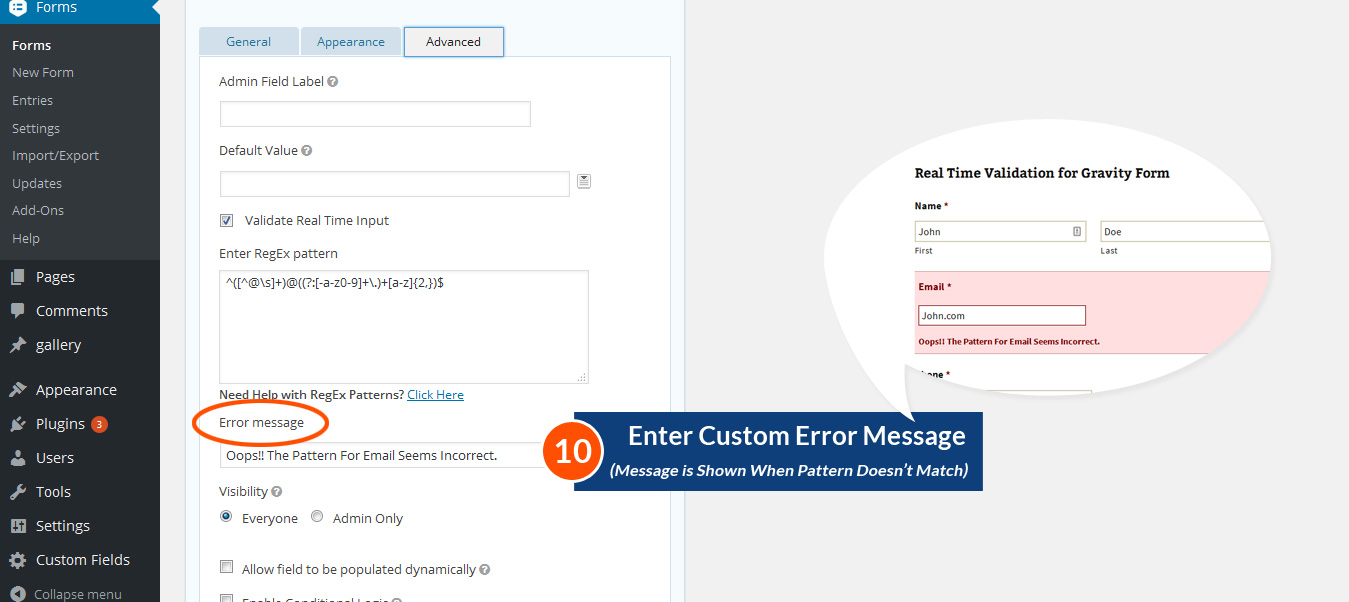 Forms
Forms
New Form
Entries
Settings
Import/Export
Updates
Add-Ons
Help
Pages
Comments
gallery
Appearance
Plugins 3
Users
Tools
Settings
Custom Fields
Collapse menu
General Appearance Advanced
Admin Field Label ?
Default Value ?
Validate Real Time Input
Enter RegEx pattern
^([^@\s]+)@((?:[-a-z0-9]+\.)+[a-z]{2,})$
Need Help with RegEx Patterns? Click Here
Error message
Oops!! The Pattern For Email Seems Incorrect.
Visibility ?
Everyone Admin Only
Allow field to be populated dynamically ?
Enable Conditional Logic ?
Real Time Validation for Gravity Form
Name *
John Doe
First Last
Email *
John.com
Oops!! The Pattern For Email Seems Incorrect.
10 Enter Custom Error Message
(Message is Shown When Pattern Doesn't Match)